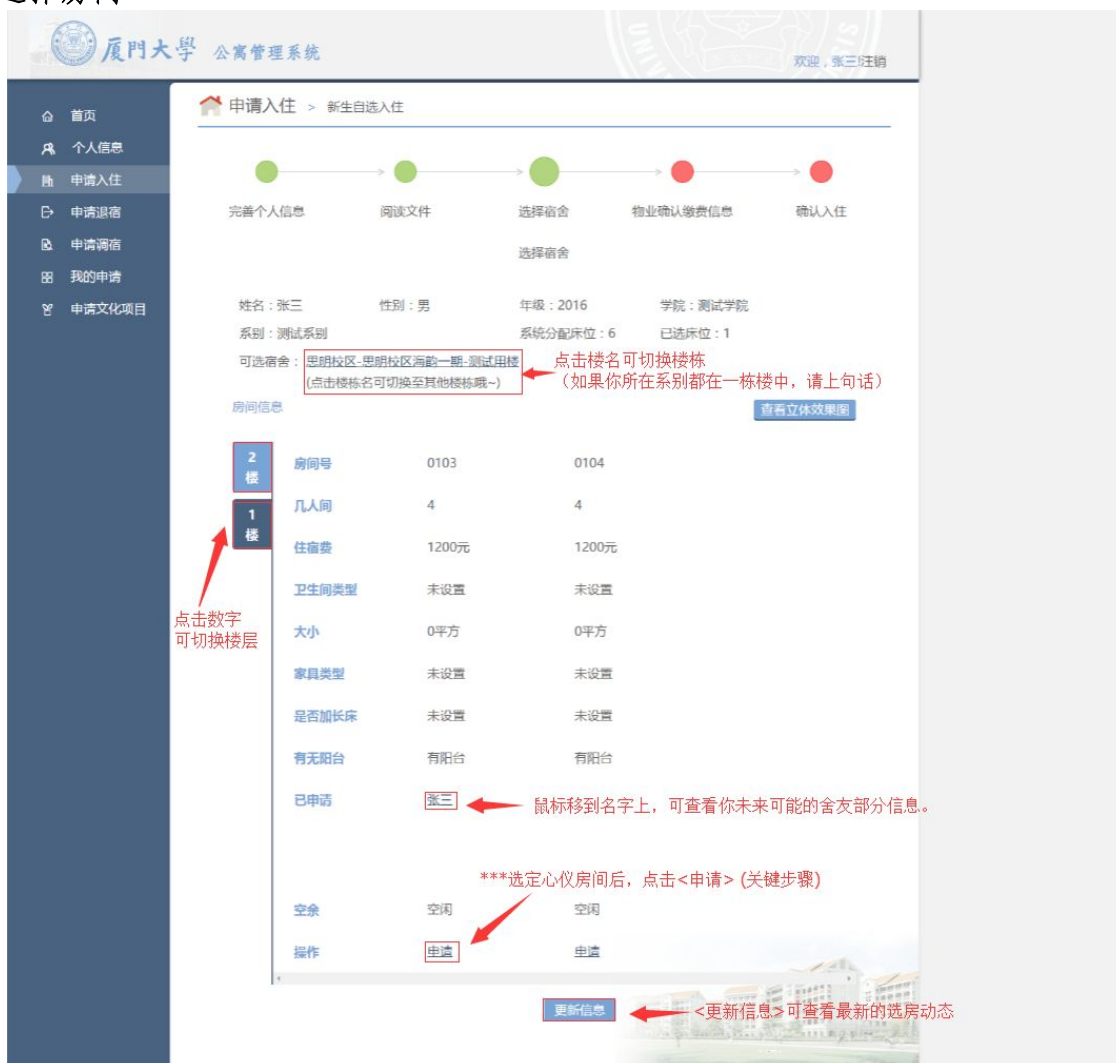 厦門大學 公寓管理系统
欢迎，张三!注销
首页
个人信息
申请入住
申请退宿
申请调宿
我的申请
申请文化项目
申请入住 > 新生自选入住
完善个人信息 阅读文件 选择宿舍 物业确认缴费信息 确认入住
选择宿舍
姓名：张三 性别：男 年级：2016 学院：测试学院
系别：测试系别 系统分配床位：6 已选床位：1
可选宿舍：思明校区-思明校区海韵一期-测试用楼
(点击楼栋名可切换至其他楼栋哦~)
点击楼名可切换楼栋
（如果你所在系别都在一栋楼中，请上句话）
房间信息
查看立体效果图
2楼
1楼
点击数字
可切换楼层
房间号 0103 0104
几人间 4 4
住宿费 1200元 1200元
卫生间类型 未设置 未设置
大小 0平方 0平方
家具类型 未设置 未设置
是否加长床 未设置 未设置
有无阳台 有阳台 有阳台
已申请 张三
鼠标移到名字上，可查看你未来可能的舍友部分信息。
***选定心仪房间后，点击<申请> (关键步骤)
空余 空闲 空闲
操作 申请 申请
更新信息
<更新信息>可查看最新的选房动态